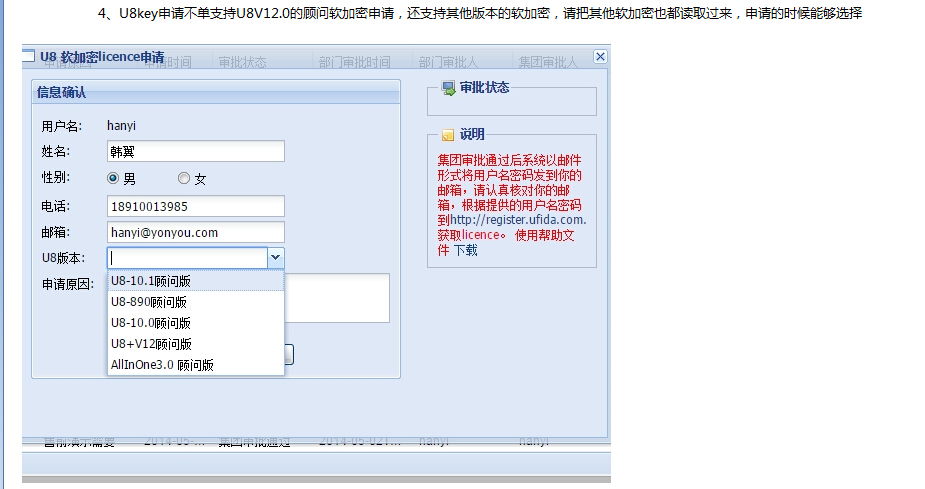 4、U8key申请不单支持U8V12.0的顾问软加密申请，还支持其他版本的软加密，请把其他软加密也都读取过来，申请的时候能够选择
U8 软加密licence申请
申请原因 申请时间 审批状态 部门审批时间 部门审批人 集团审批人
信息确认
用户名: hanyi
姓名: 韩翼
性别: 男 女
电话: 18910013985
邮箱: hanyi@yonyou.com
U8版本:
申请原因:
U8-10.1顾问版
U8-890顾问版
U8-10.0顾问版
U8+V12顾问版
AllInOne3.0 顾问版
审批状态
说明
集团审批通过后系统以邮件
形式将用户名密码发到你的
邮箱，请认真核对你的邮
箱，根据提供的用户名密码
到http://register.ufida.com.
获取licence。 使用帮助文
件 下载
售前演示需要 2014-05-... 集团审批通过 2014-05-02T... hanyi hanyi